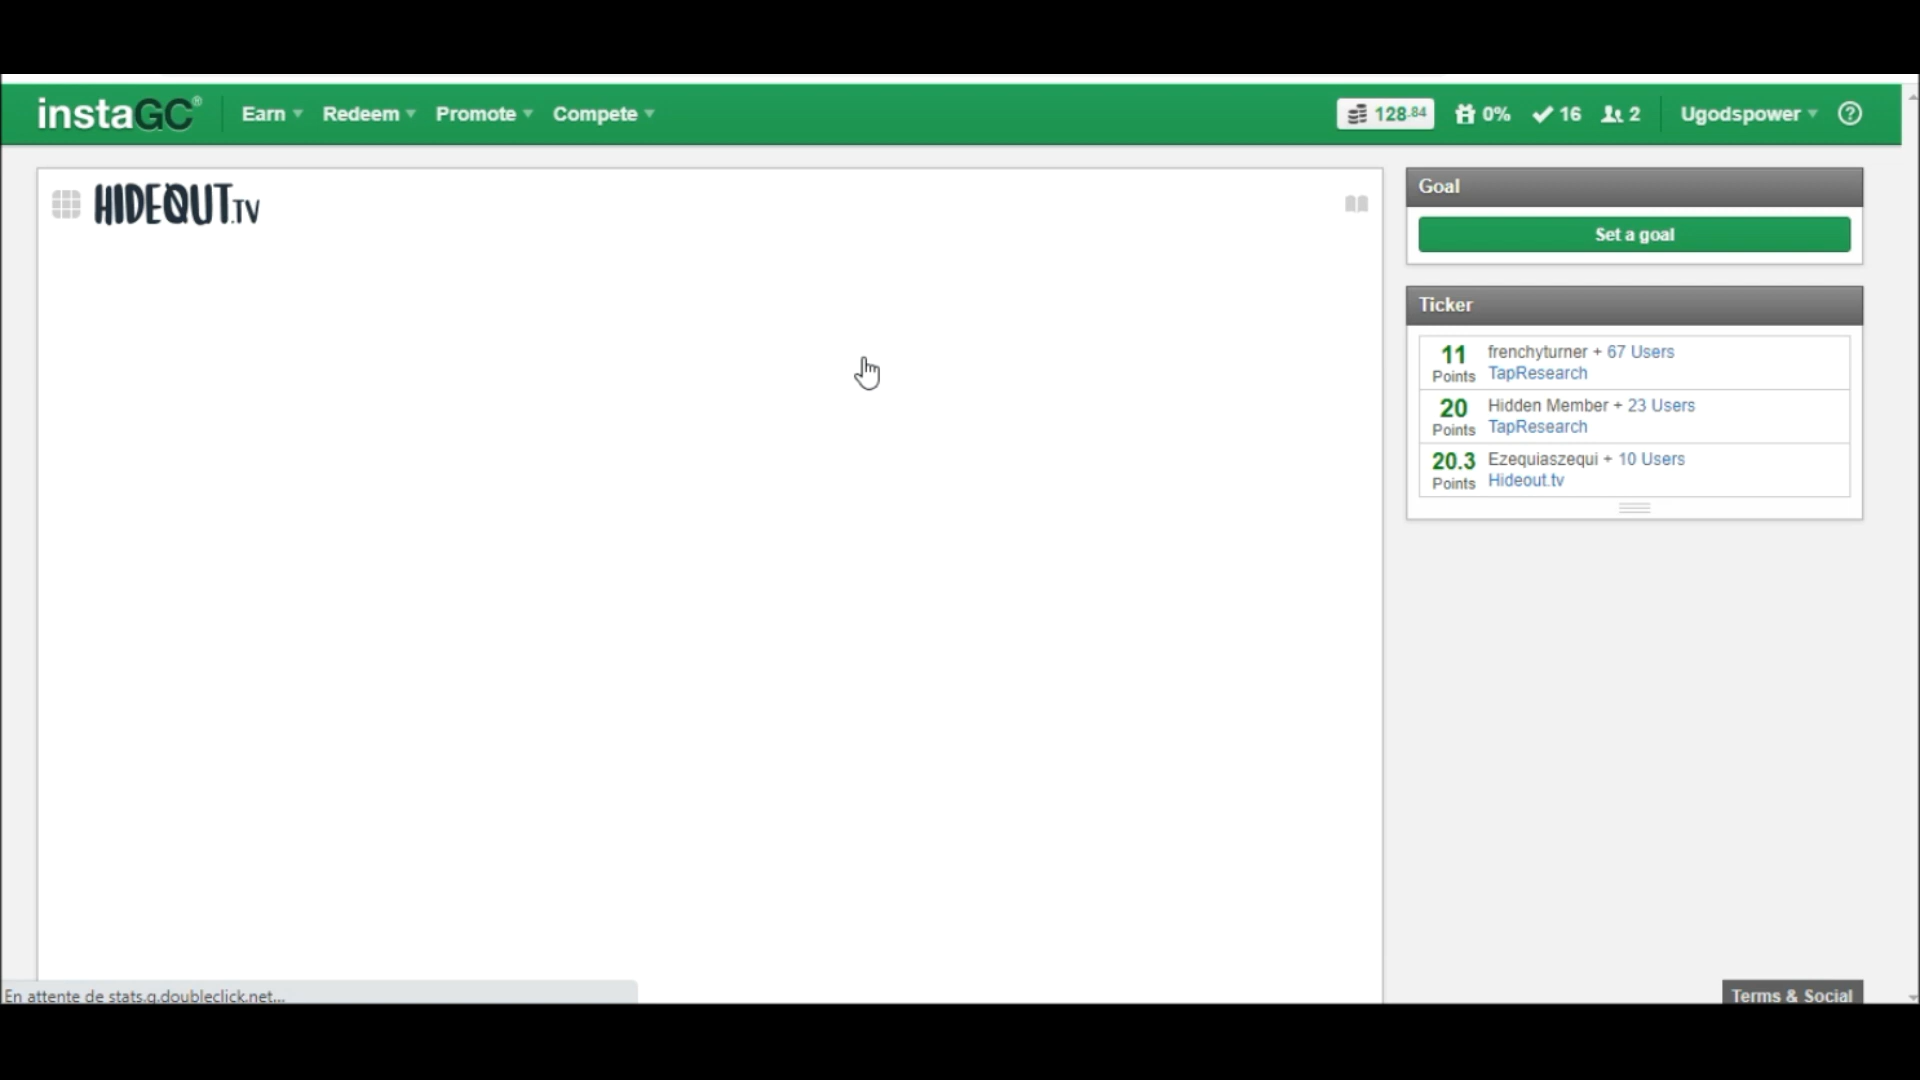 instaGC® Earn Redeem Promote Compete 128.84 0% 16 2 Ugodspower ?
HIDEOUT.TV
Goal
Set a goal
Ticker
11 Points frenchyturner + 67 Users
TapResearch
20 Points Hidden Member + 23 Users
TapResearch
20.3 Points Ezequiaszequi + 10 Users
Hideout.tv
En attente de stats.g.doubleclick.net...
Terms & Social